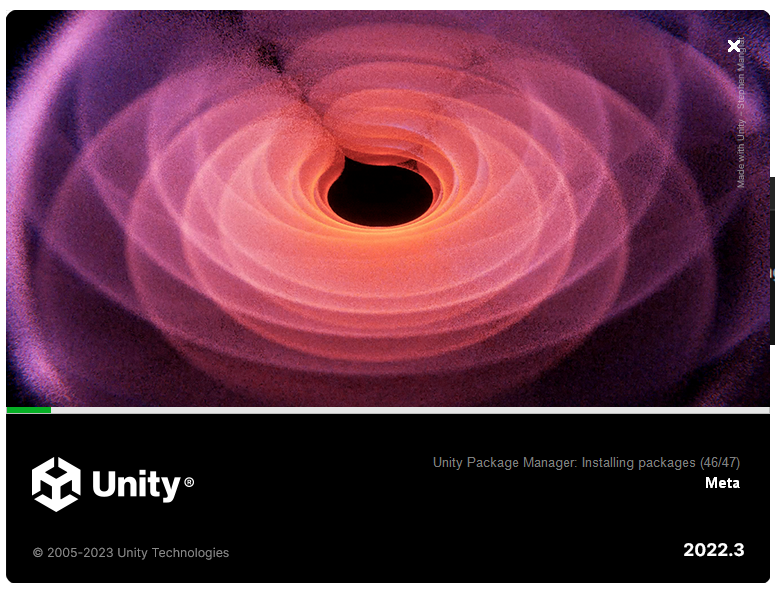 Made with Unity - Stephen Mangiat
Unity Package Manager: Installing packages (46/47)
Meta
Unity®
© 2005-2023 Unity Technologies
2022.3